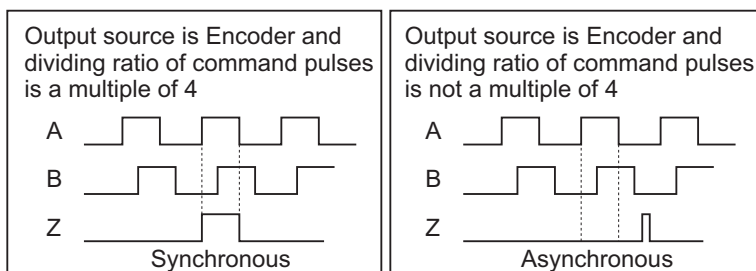 Output source is Encoder and
dividing ratio of command pulses
is a multiple of 4
A
B
Z
Synchronous
Output source is Encoder and
dividing ratio of command pulses
is not a multiple of 4
A
B
Z
Asynchronous